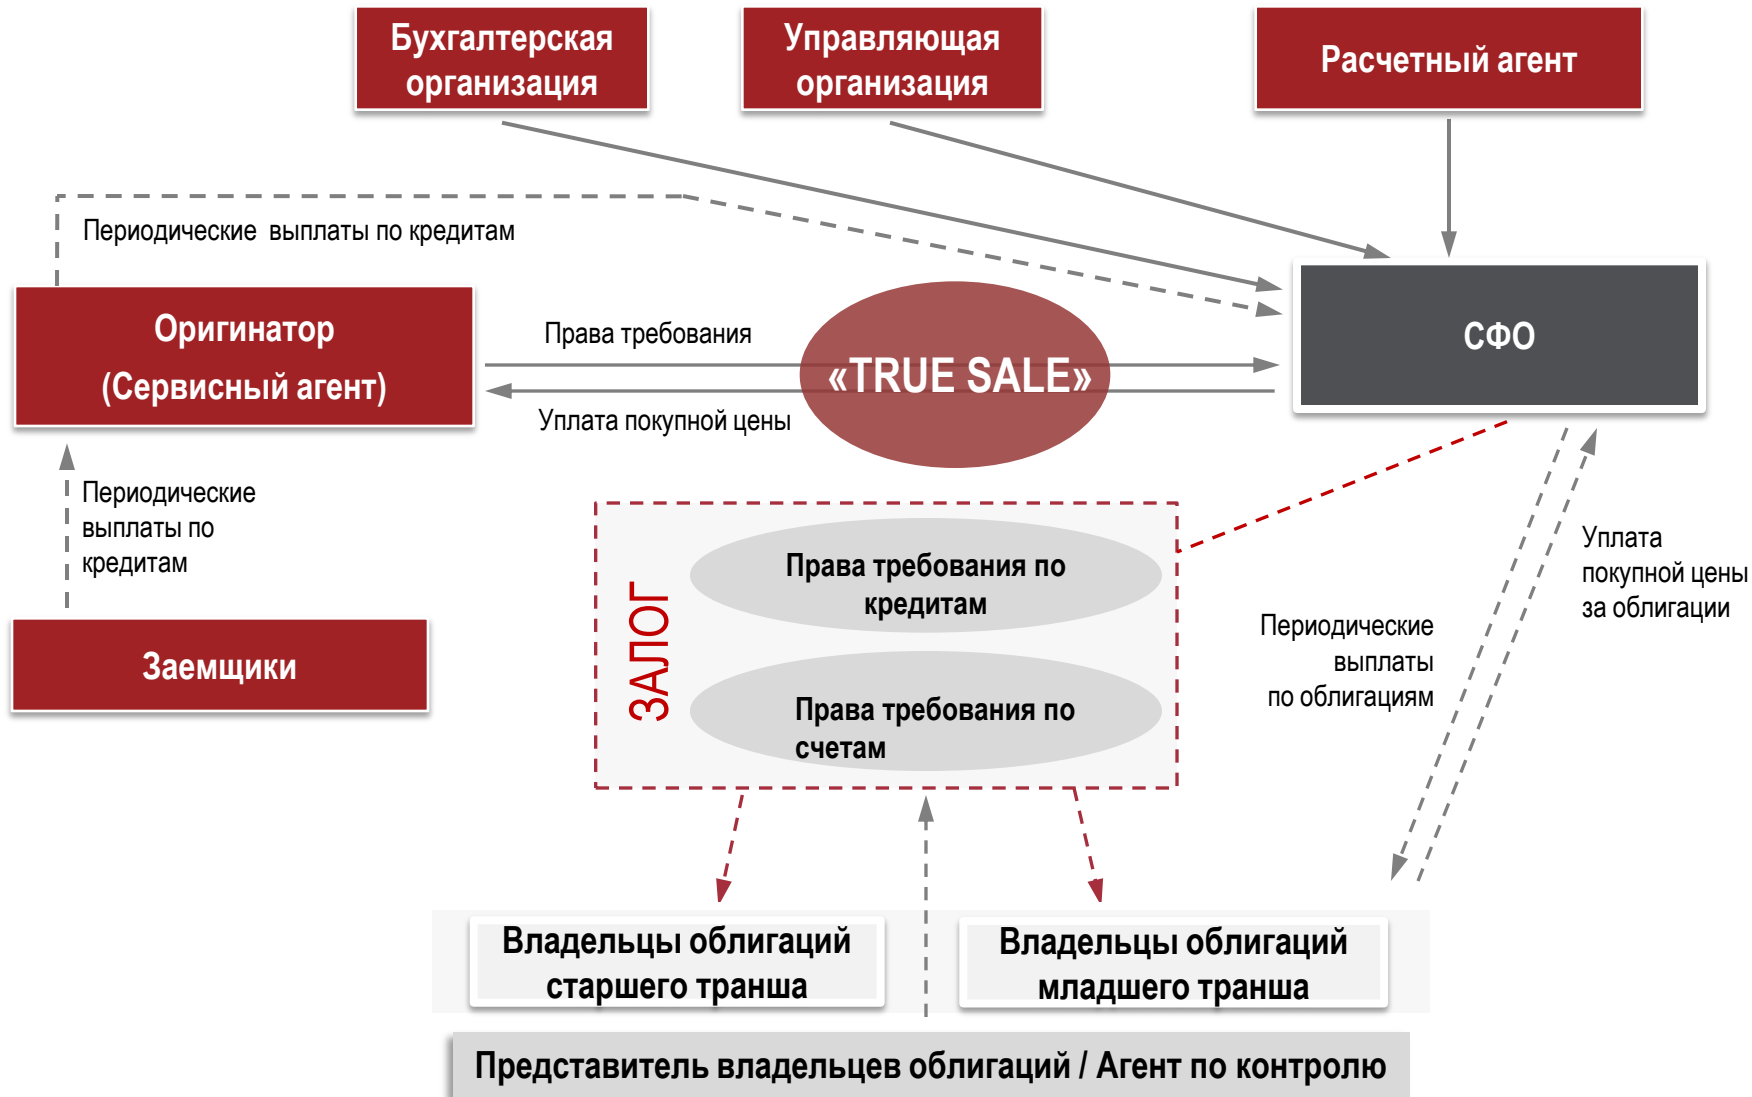 Бухгалтерская
организация
Управляющая
организация
Расчетный агент
Периодические выплаты по кредитам
Оригинатор
(Сервисный агент)
Права требования
«TRUE SALE»
Уплата покупной цены
СФО
Периодические
выплаты по
кредитам
Заемщики
ЗАЛОГ
Права требования по
кредитам
Права требования по
счетам
Периодические
выплаты
по облигациям
Уплата
покупной цены
за облигации
Владельцы облигаций
старшего транша
Владельцы облигаций
младшего транша
Представитель владельцев облигаций / Агент по контролю